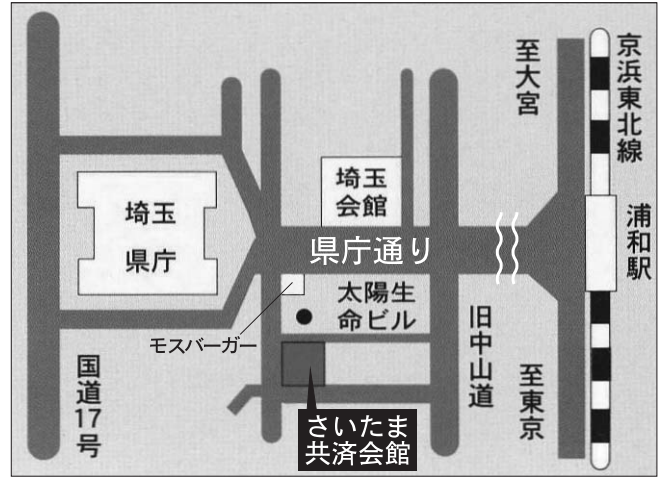 至大宮
京浜東北線
埼玉
会館
埼玉
県庁
浦和駅
県庁通り
太陽生
命ビル
モスバーガー
旧中山道
国道17号
至東京
さいたま
共済会館